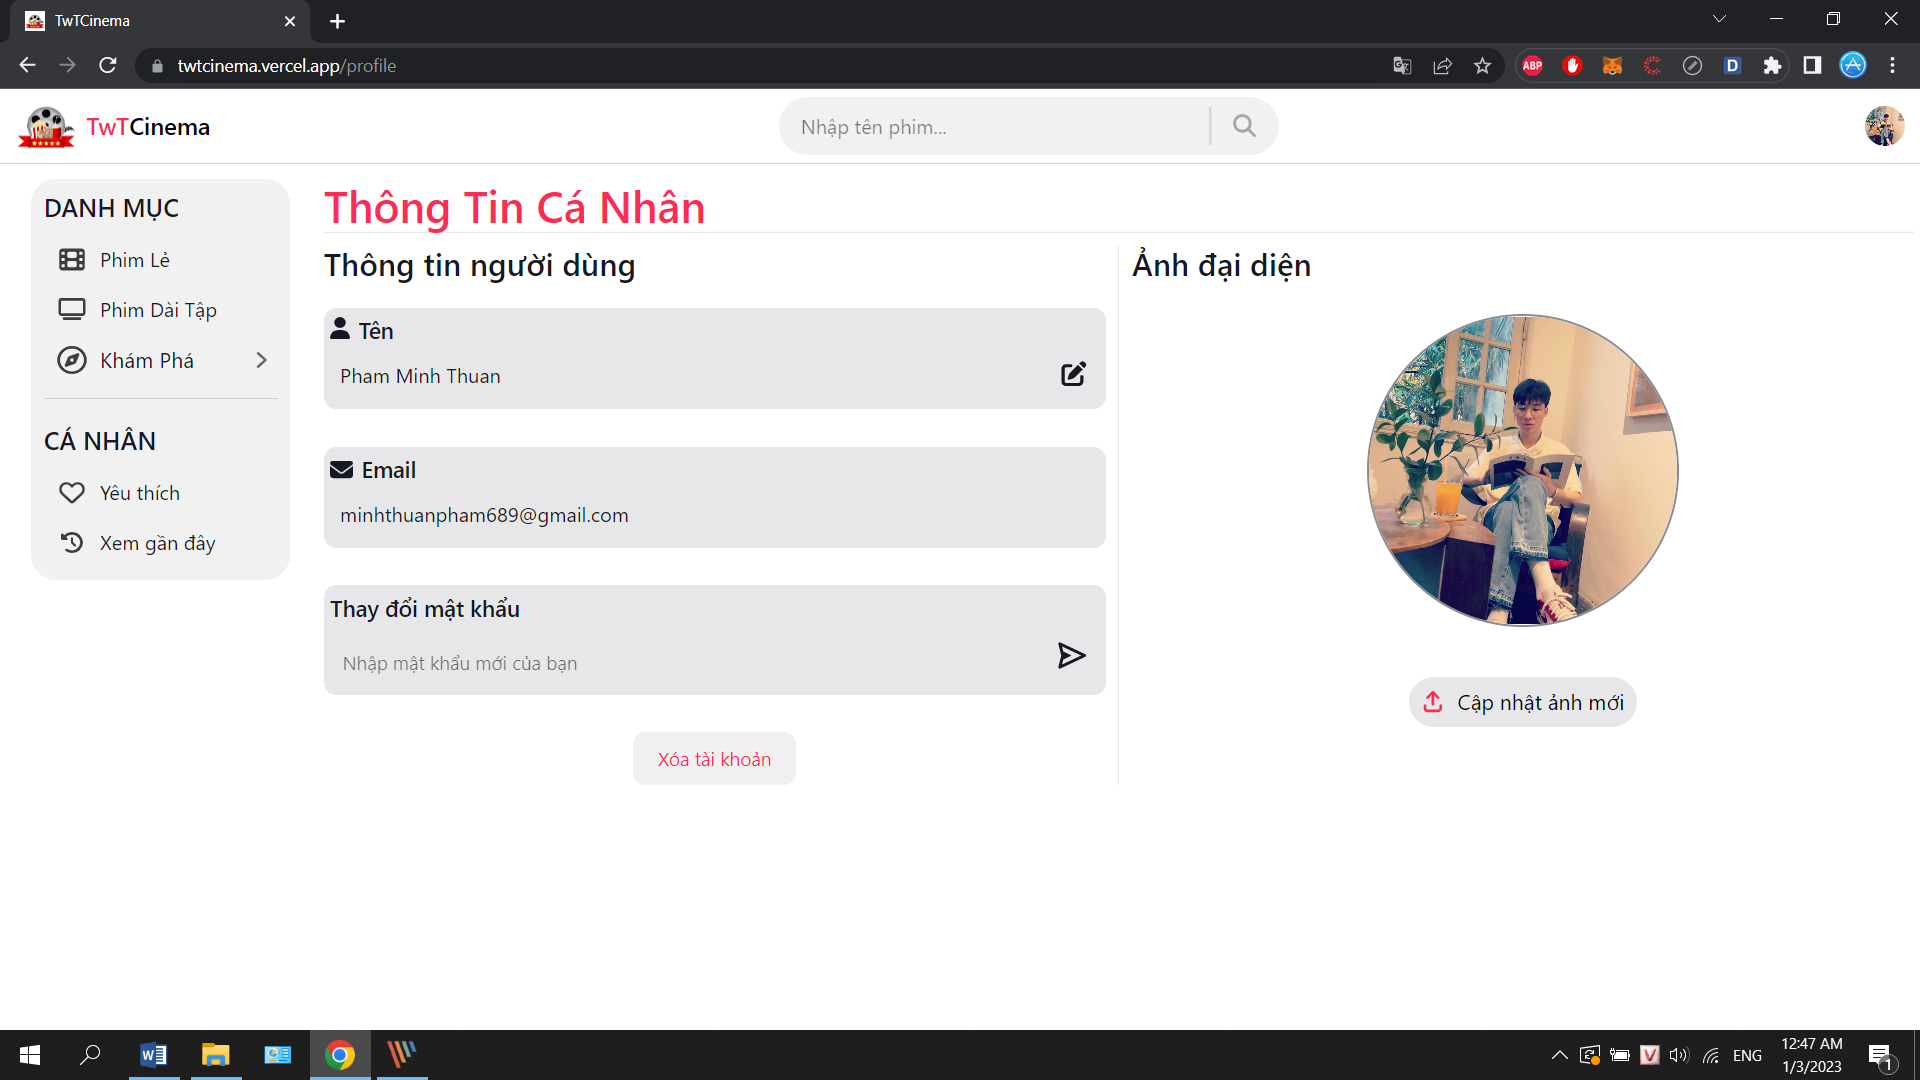 TwTCinema
twtcinema.vercel.app/profile
ABP
D
TwTCinema
Nhập tên phim...
DANH MỤC
Phim Lẻ
Phim Dài Tập
Khám Phá
CÁ NHÂN
Yêu thích
Xem gần đây
Thông Tin Cá Nhân
Thông tin người dùng
Tên
Pham Minh Thuan
Email
minhthuanpham689@gmail.com
Thay đổi mật khẩu
Nhập mật khẩu mới của bạn
Xóa tài khoản
Ảnh đại diện
Cập nhật ảnh mới
W
V
ENG
12:47 AM
1/3/2023
1